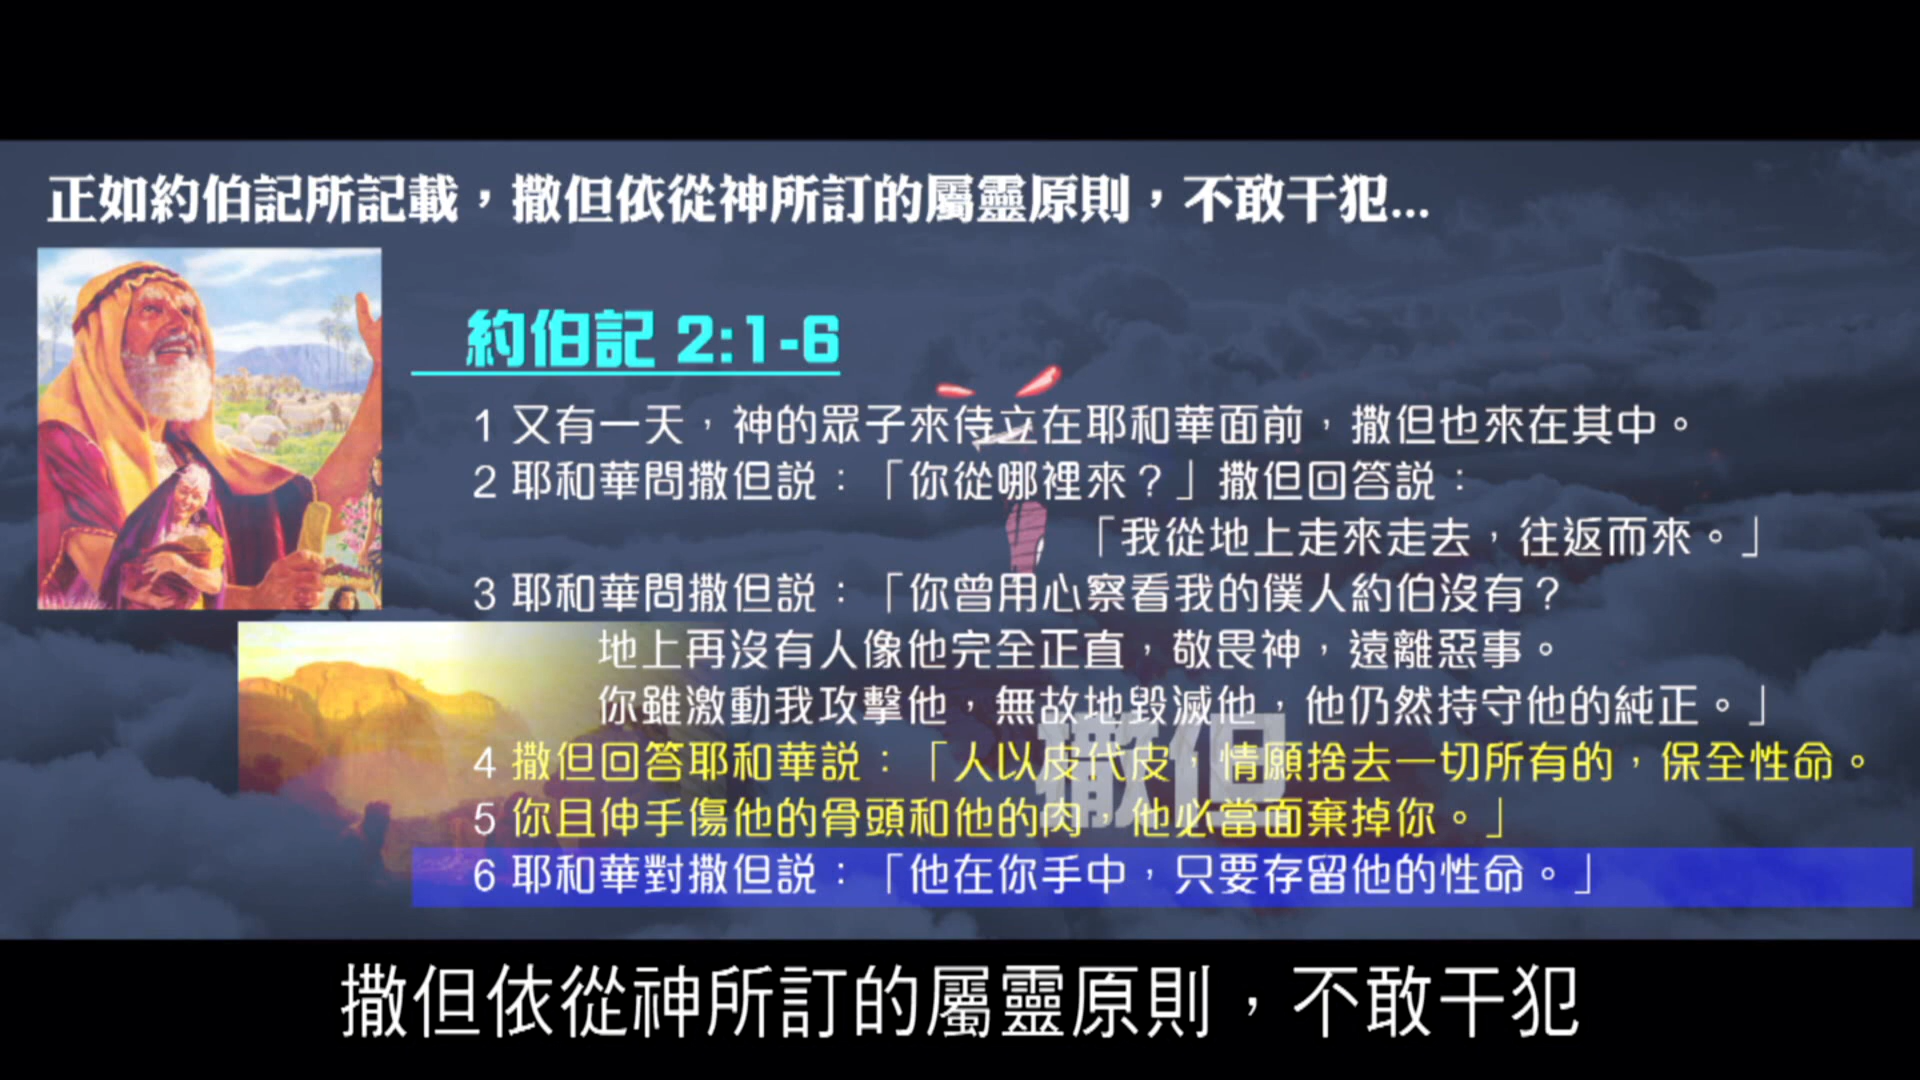 正如約伯記所記載，撒但依從神所訂的屬靈原則，不敢干犯...
約伯記 2:1-6
1 又有一天，神的眾子來侍立在耶和華面前，撒但也來在其中。
2 耶和華問撒但説：「你從哪裡來？」撒但回答説：
「我從地上走來走去，往返而來。」
3 耶和華問撒但説：「你曾用心察看我的僕人約伯沒有？
地上再沒有人像他完全正直，敬畏神，遠離惡事。
你雖激動我攻擊他，無故地毀滅他，他仍然持守他的純正。」
撒但
4 撒但回答耶和華説：「人以皮代皮，情願捨去一切所有的，保全性命。
5 你且伸手傷他的骨頭和他的肉，他必當面棄掉你。」
6 耶和華對撒但説：「他在你手中，只要存留他的性命。」
撒但依從神所訂的屬靈原則，不敢干犯